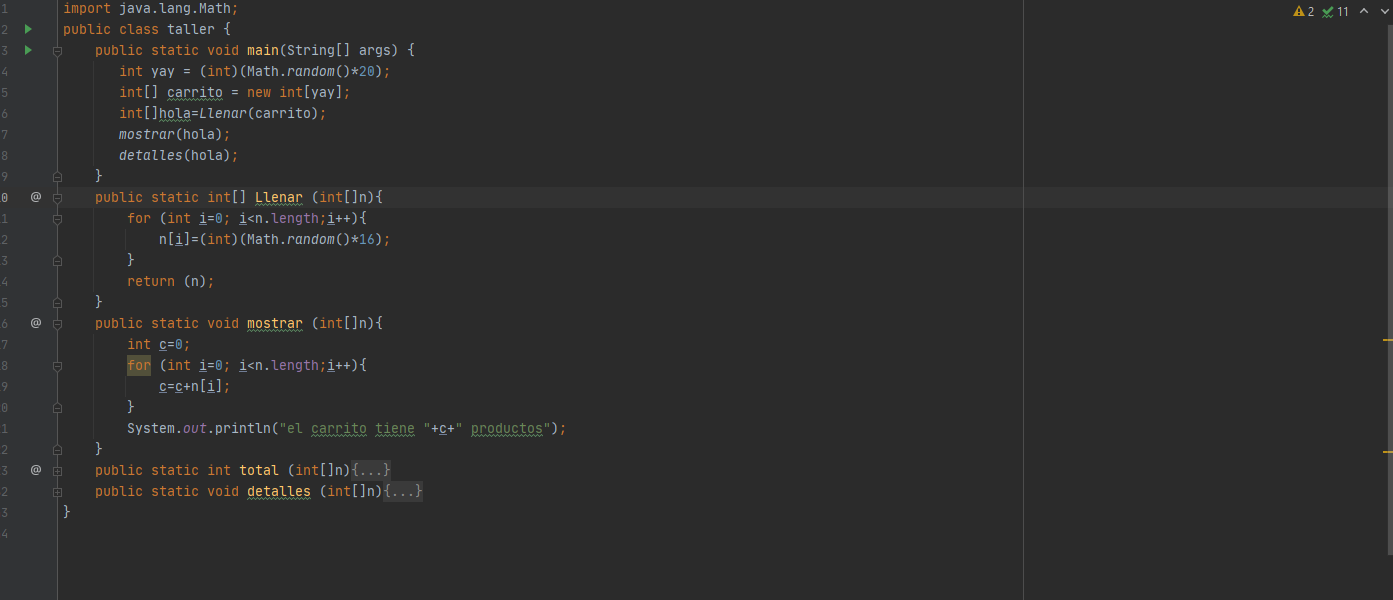 2 11
1 import java.lang.Math;
2 public class taller {
3 public static void main(String[] args) {
4 int yay = (int)(Math.random()*20);
5 int[] carrito = new int[yay];
6 int[]hola=Llenar(carrito);
7 mostrar(hola);
8 detalles(hola);
9 }
0 @ public static int[] Llenar (int[]n){
1 for (int i=0; i<n.length;i++){
2 n[i]=(int)(Math.random()*16);
3 }
4 return (n);
5 }
6 @ public static void mostrar (int[]n){
7 int c=0;
8 for (int i=0; i<n.length;i++){
9 c=c+n[i];
0 }
1 System.out.println("el carrito tiene "+c+" productos");
2 }
3 @ public static int total (int[]n){...}
2 public static void detalles (int[]n){...}
3 }
4